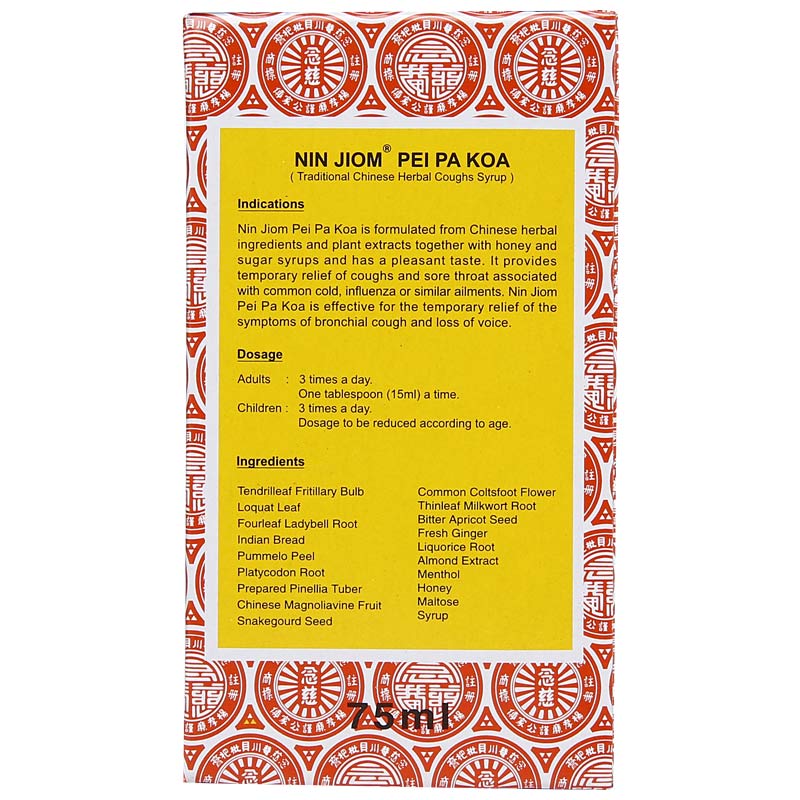 NIN JIOM® PEI PA KOA
( Traditional Chinese Herbal Coughs Syrup )
Indications
Nin Jiom Pei Pa Koa is formulated from Chinese herbal
ingredients and plant extracts together with honey and
sugar syrups and has a pleasant taste. It provides
temporary relief of coughs and sore throat associated
with common cold, influenza or similar ailments. Nin Jiom
Pei Pa Koa is effective for the temporary relief of the
symptoms of bronchial cough and loss of voice.
Dosage
Adults : 3 times a day.
One tablespoon (15ml) a time.
Children : 3 times a day.
Dosage to be reduced according to age.
Ingredients
Tendrilleaf Fritillary Bulb
Loquat Leaf
Fourleaf Ladybell Root
Indian Bread
Pummelo Peel
Platycodon Root
Prepared Pinellia Tuber
Chinese Magnoliavine Fruit
Snakegourd Seed
Common Coltsfoot Flower
Thinleaf Milkwort Root
Bitter Apricot Seed
Fresh Ginger
Liquorice Root
Almond Extract
Menthol
Honey
Maltose
Syrup
念慈
註冊
商標
75ml